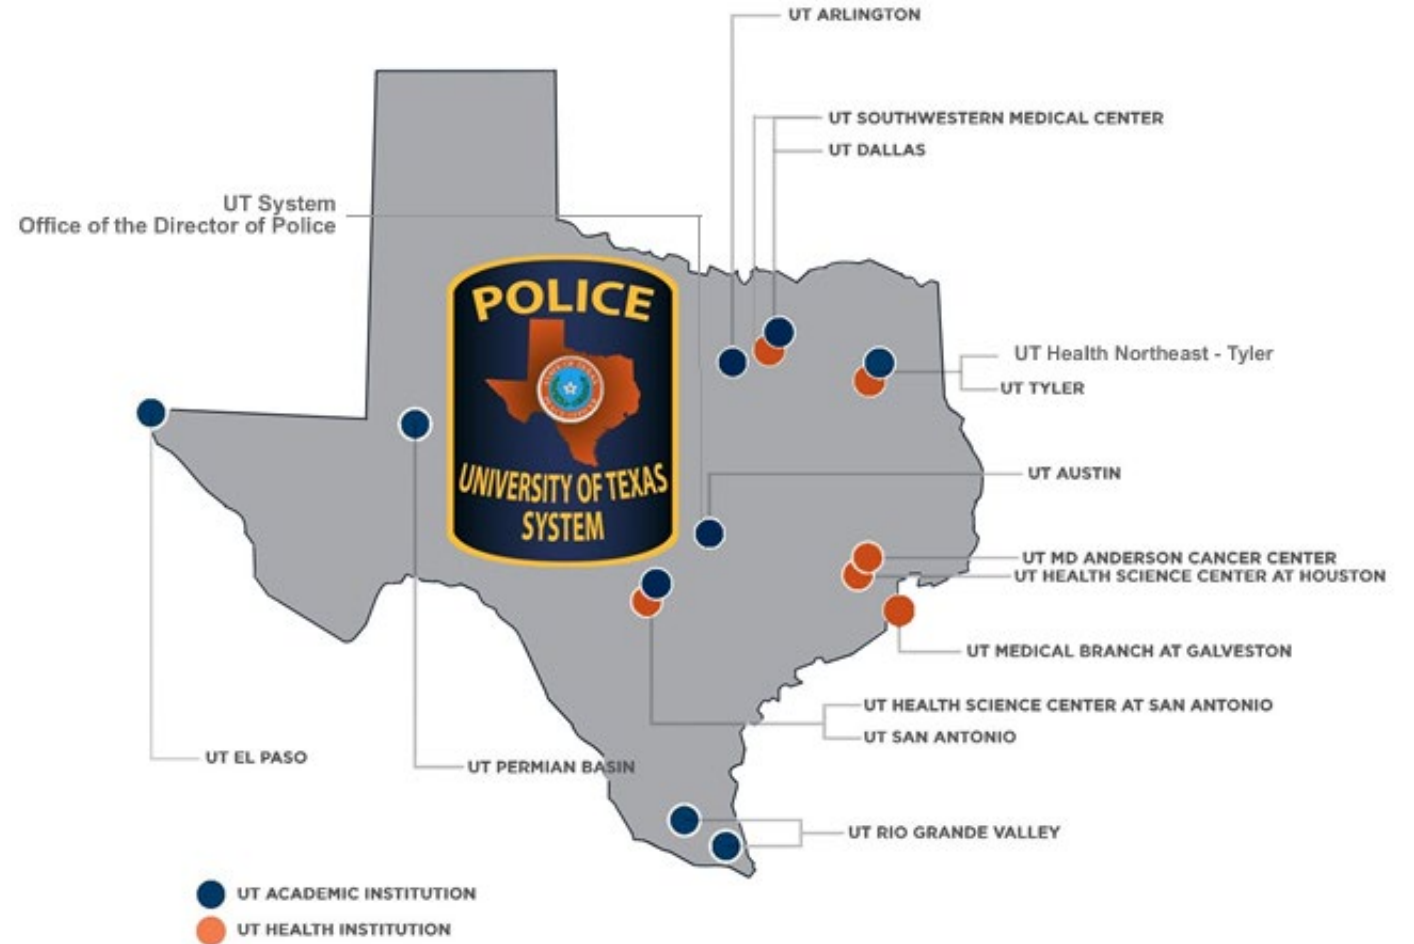 UT ARLINGTON
UT SOUTHWESTERN MEDICAL CENTER
UT DALLAS
UT System
Office of the Director of Police
POLICE
UNIVERSITY OF TEXAS
SYSTEM
UT Health Northeast - Tyler
UT TYLER
UT AUSTIN
UT MD ANDERSON CANCER CENTER
UT HEALTH SCIENCE CENTER AT HOUSTON
UT MEDICAL BRANCH AT GALVESTON
UT HEALTH SCIENCE CENTER AT SAN ANTONIO
UT SAN ANTONIO
UT EL PASO
UT PERMIAN BASIN
UT RIO GRANDE VALLEY
UT ACADEMIC INSTITUTION
UT HEALTH INSTITUTION